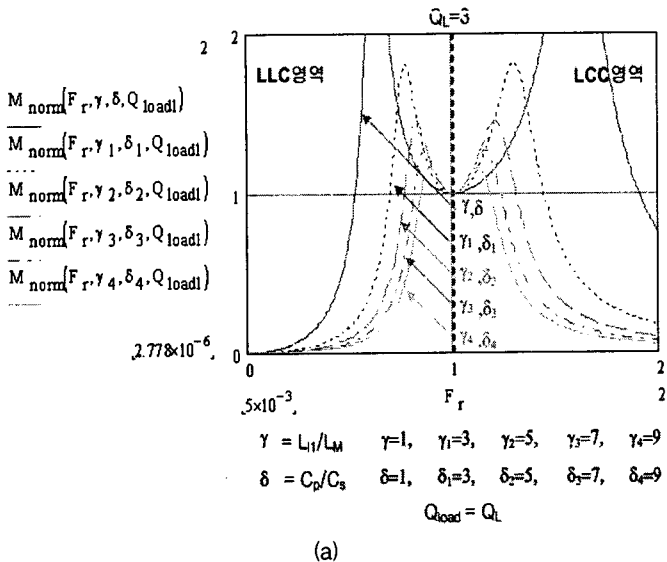 Q_L=3
2
2
LLC영역
LCC영역
M_norm(F_r,γ,δ,Q_load1)
M_norm(F_r,γ_1,δ_1,Q_load1)
M_norm(F_r,γ_2,δ_2,Q_load1)
M_norm(F_r,γ_3,δ_3,Q_load1)
M_norm(F_r,γ_4,δ_4,Q_load1)
1
γ,δ
γ_1,δ_1
γ_2,δ_2
γ_3,δ_3
γ_4,δ_4
2.778×10^-6
0
0
1
2
5×10^-3
F_r
2
γ = L_l1/L_M γ=1, γ_1=3, γ_2=5, γ_3=7, γ_4=9
δ = C_p/C_s δ=1, δ_1=3, δ_2=5, δ_3=7, δ_4=9
Q_load = Q_L
(a)